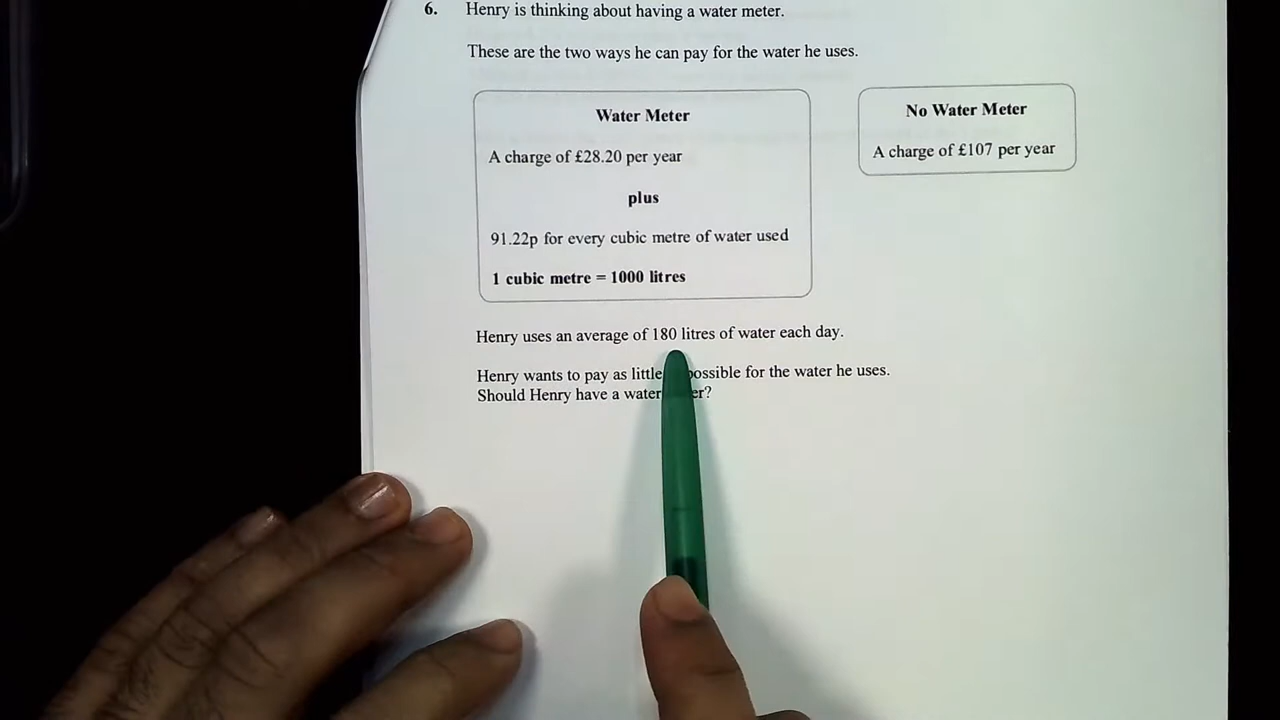 6. Henry is thinking about having a water meter.
These are the two ways he can pay for the water he uses.
Water Meter
A charge of £28.20 per year
plus
91.22p for every cubic metre of water used
1 cubic metre = 1000 litres
No Water Meter
A charge of £107 per year
Henry uses an average of 180 litres of water each day.
Henry wants to pay as little possible for the water he uses.
Should Henry have a water